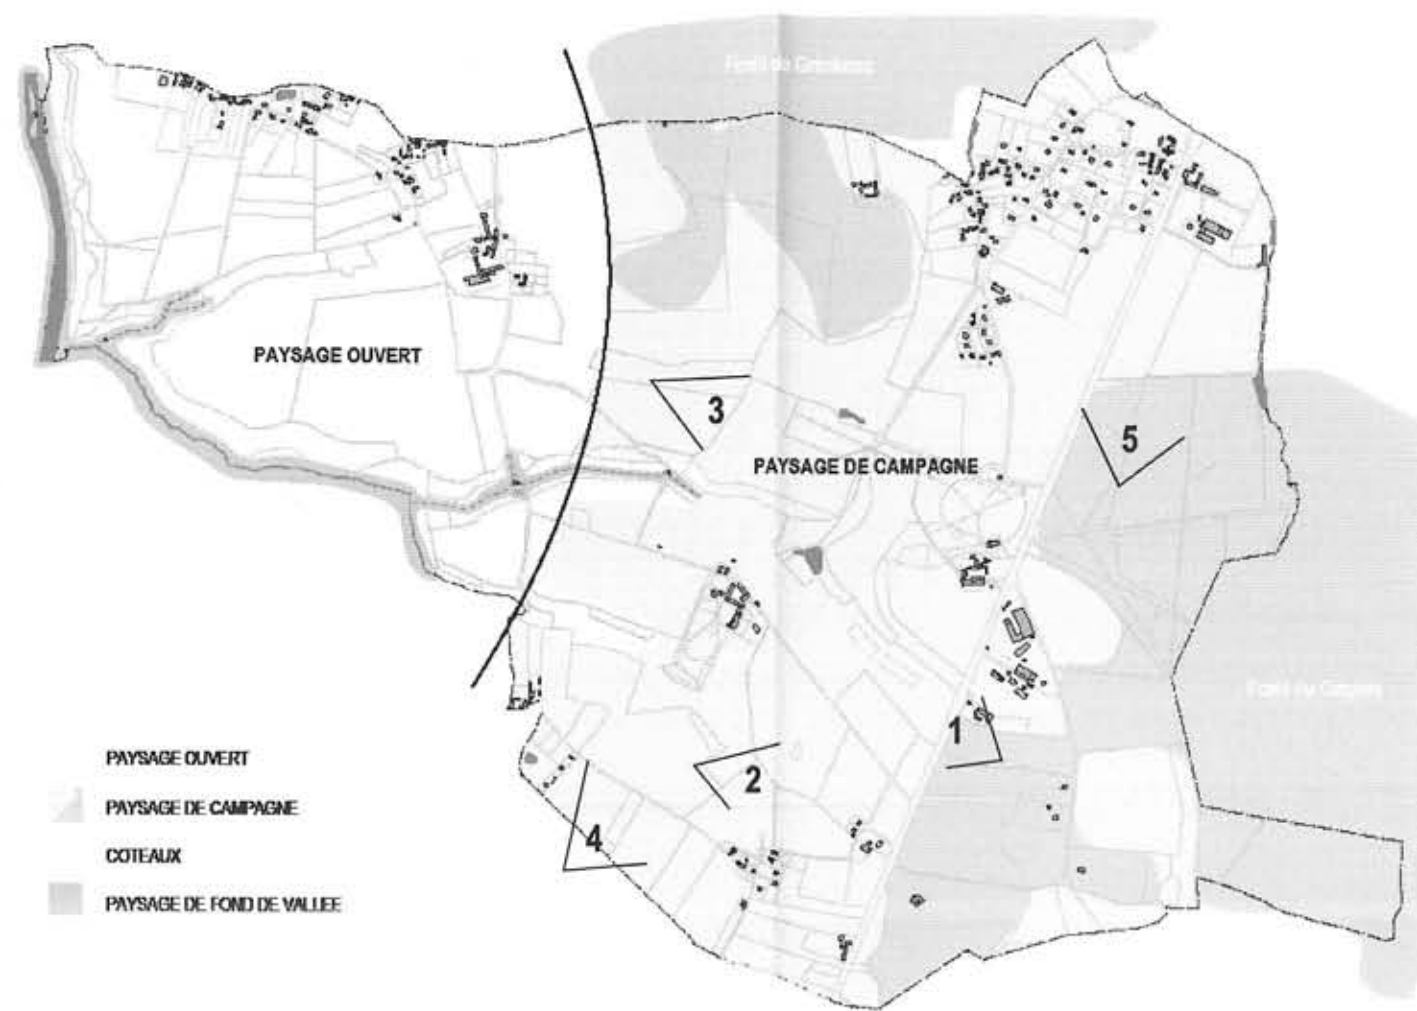 PAYSAGE OUVERT
3
5
PAYSAGE DE CAMPAGNE
1
2
4
PAYSAGE OUVERT
PAYSAGE DE CAMPAGNE
COTEAUX
PAYSAGE DE FOND DE VALLEE